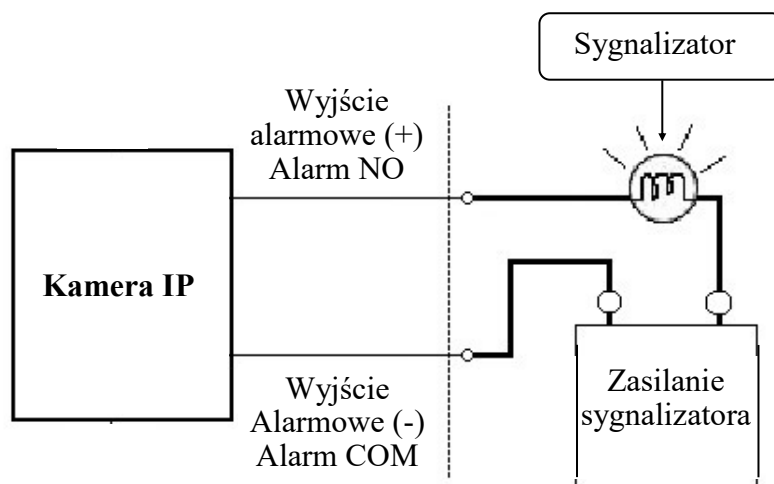 Sygnalizator
Wyjście
alarmowe (+)
Alarm NO
Kamera IP
Wyjście
Alarmowe (-)
Alarm COM
Zasilanie
sygnalizatora